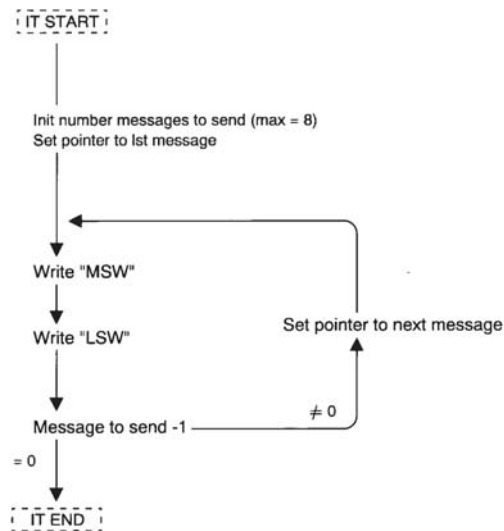 IT START
Init number messages to send (max = 8)
Set pointer to lst message
Write "MSW"
Write "LSW"
Set pointer to next message
Message to send -1
≠ 0
= 0
IT END